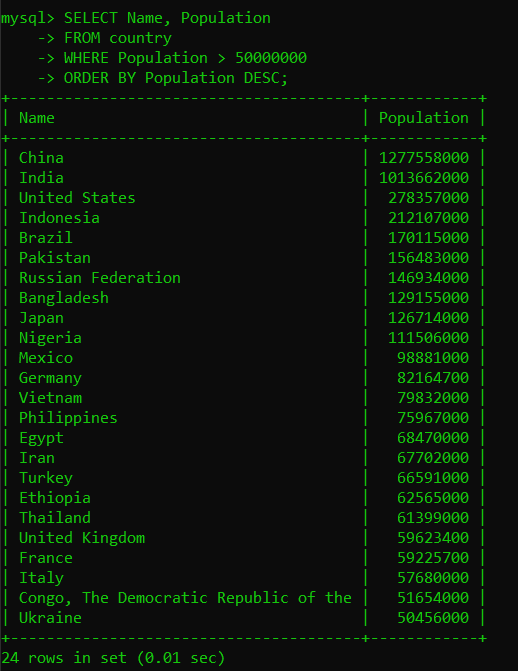 mysql> SELECT Name, Population
    -> FROM country
    -> WHERE Population > 50000000
    -> ORDER BY Population DESC;
+---------------------------------------+------------+
| Name                                  | Population |
+---------------------------------------+------------+
| China                                 | 1277558000 |
| India                                 | 1013662000 |
| United States                         |  278357000 |
| Indonesia                             |  212107000 |
| Brazil                                |  170115000 |
| Pakistan                              |  156483000 |
| Russian Federation                    |  146934000 |
| Bangladesh                            |  129155000 |
| Japan                                 |  126714000 |
| Nigeria                               |  111506000 |
| Mexico                                |   98881000 |
| Germany                               |   82164700 |
| Vietnam                               |   79832000 |
| Philippines                           |   75967000 |
| Egypt                                 |   68470000 |
| Iran                                  |   67702000 |
| Turkey                                |   66591000 |
| Ethiopia                              |   62565000 |
| Thailand                              |   61399000 |
| United Kingdom                        |   59623400 |
| France                                |   59225700 |
| Italy                                 |   57680000 |
| Congo, The Democratic Republic of the |   51654000 |
| Ukraine                               |   50456000 |
+---------------------------------------+------------+
24 rows in set (0.01 sec)